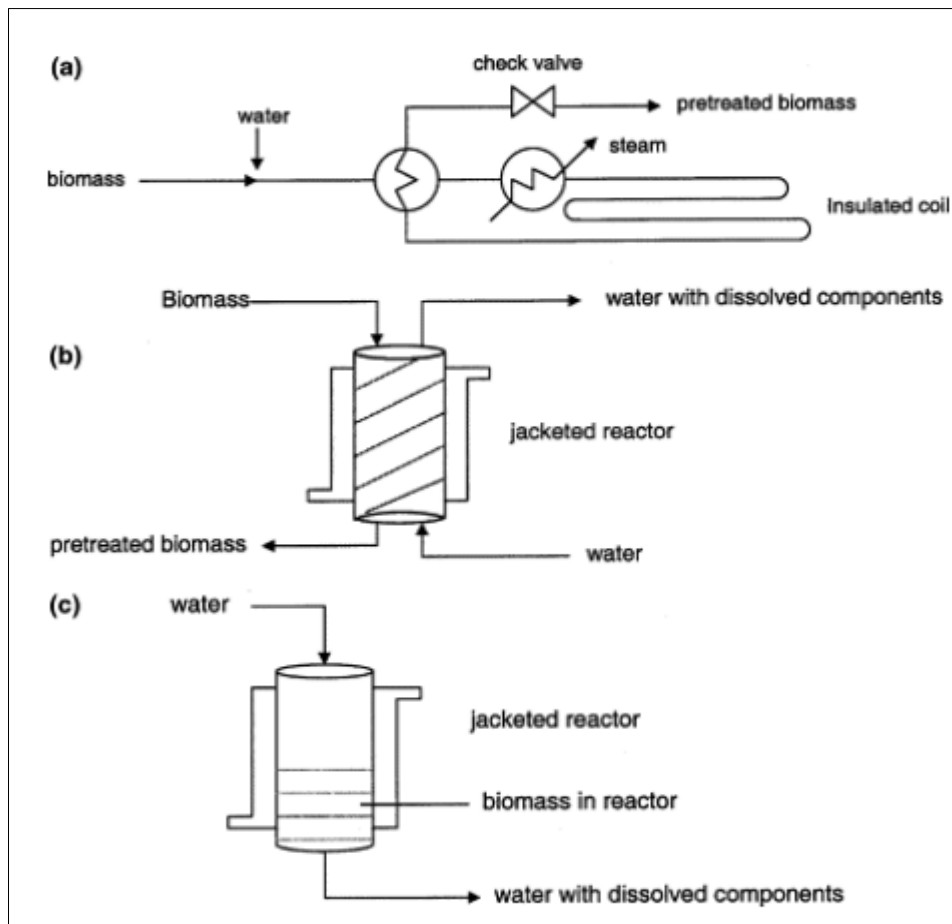 (a)
check valve
water
pretreated biomass
steam
biomass
Insulated coil
Biomass
water with dissolved components
(b)
jacketed reactor
pretreated biomass
water
(c)
water
jacketed reactor
biomass in reactor
water with dissolved components